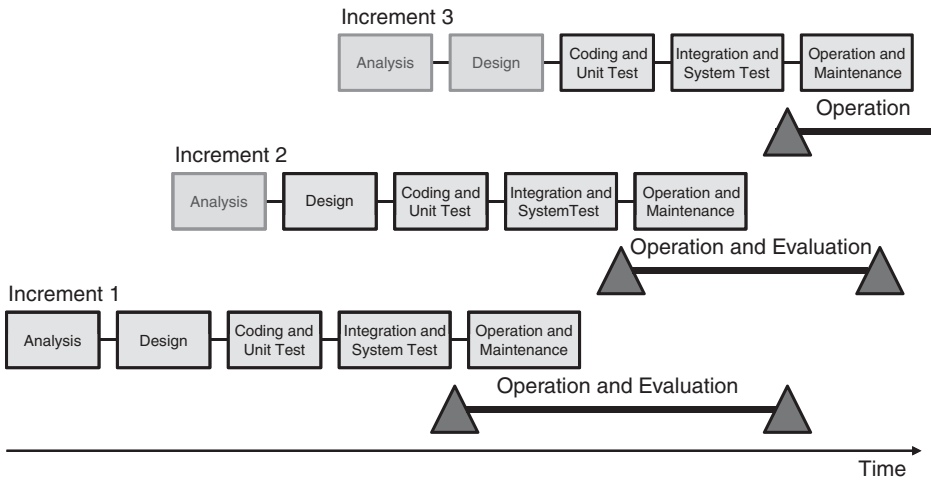 Increment 3
Analysis
Design
Coding and
Unit Test
Integration and
System Test
Operation and
Maintenance
Operation
Increment 2
Analysis
Design
Coding and
Unit Test
Integration and
SystemTest
Operation and
Maintenance
Operation and Evaluation
Increment 1
Analysis
Design
Coding and
Unit Test
Integration and
System Test
Operation and
Maintenance
Operation and Evaluation
Time